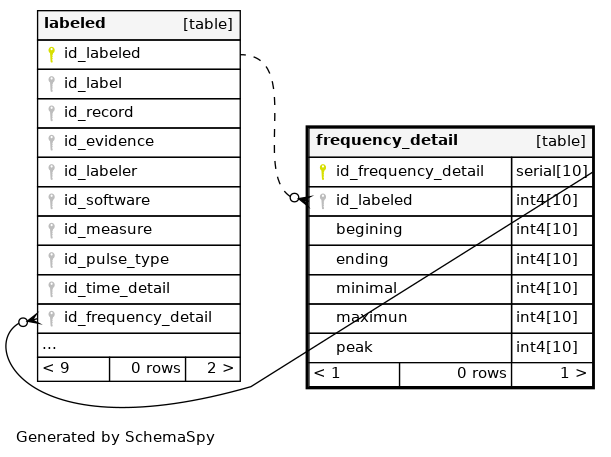 labeled [table]
id_labeled
id_label
id_record
id_evidence
id_labeler
id_software
id_measure
id_pulse_type
id_time_detail
id_frequency_detail
...
< 9 0 rows 2 >
frequency_detail [table]
id_frequency_detail serial[10]
id_labeled int4[10]
begining int4[10]
ending int4[10]
minimal int4[10]
maximun int4[10]
peak int4[10]
< 1 0 rows 1 >
Generated by SchemaSpy